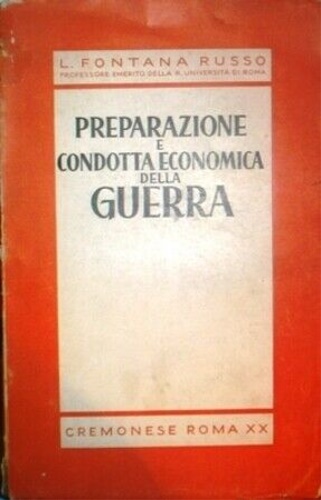 L. FONTANA RUSSO
PROFESSORE EMERITO DELLA R. UNIVERSITÀ DI ROMA
PREPARAZIONE
E
CONDOTTA ECONOMICA
DELLA
GUERRA
CREMONESE ROMA XX